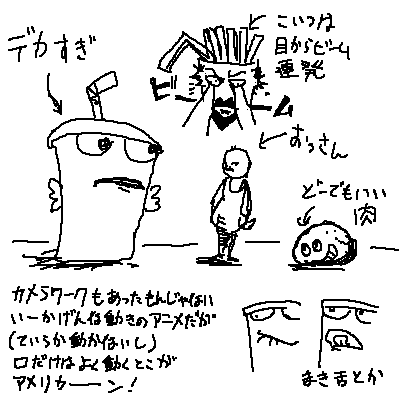 デカすぎ
こいつは
目からビーム
連発
ビーーム
おっさん
どーでもいい
肉
カメラワークもあったもんじゃない
いーかげんな動きのアニメだが
(ていうか動かないし)
口だけはよく動くとこが
アメリカーーン!
まき舌とか